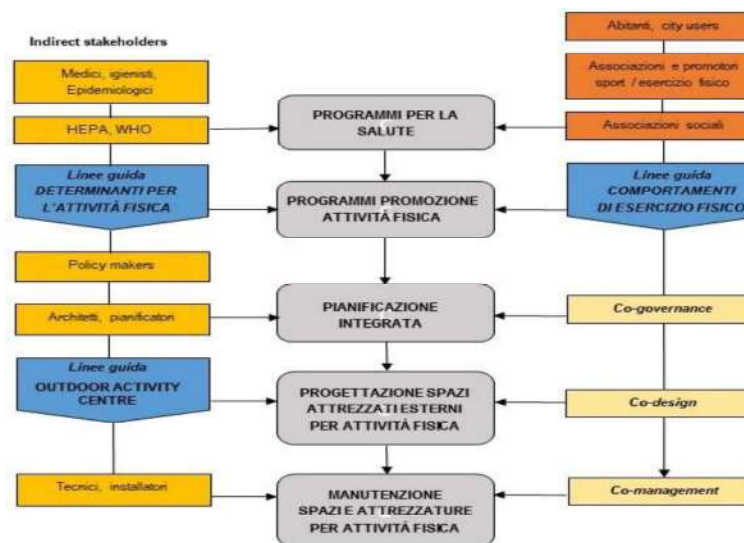 Indirect stakeholders
Medici, igienisti,
Epidemiologici
HEPA, WHO
Linee guida
DETERMINANTI PER
L'ATTIVITÀ FISICA
Policy makers
Architetti, pianificatori
Linee guida
OUTDOOR ACTIVITY
CENTRE
Tecnici, installatori
PROGRAMMI PER LA
SALUTE
PROGRAMMI PROMOZIONE
ATTIVITÀ FISICA
PIANIFICAZIONE
INTEGRATA
PROGETTAZIONE SPAZI
ATTREZZATI ESTERNI
PER ATTIVITÀ FISICA
MANUTENZIONE
SPAZI E ATTREZZATURE
PER ATTIVITÀ FISICA
Abitanti, city users
Associazioni e promotori
sport / esercizio fisico
Associazioni sociali
Linee guida
COMPORTAMENTI
DI ESERCIZIO FISICO
Co-governance
Co-design
Co-management